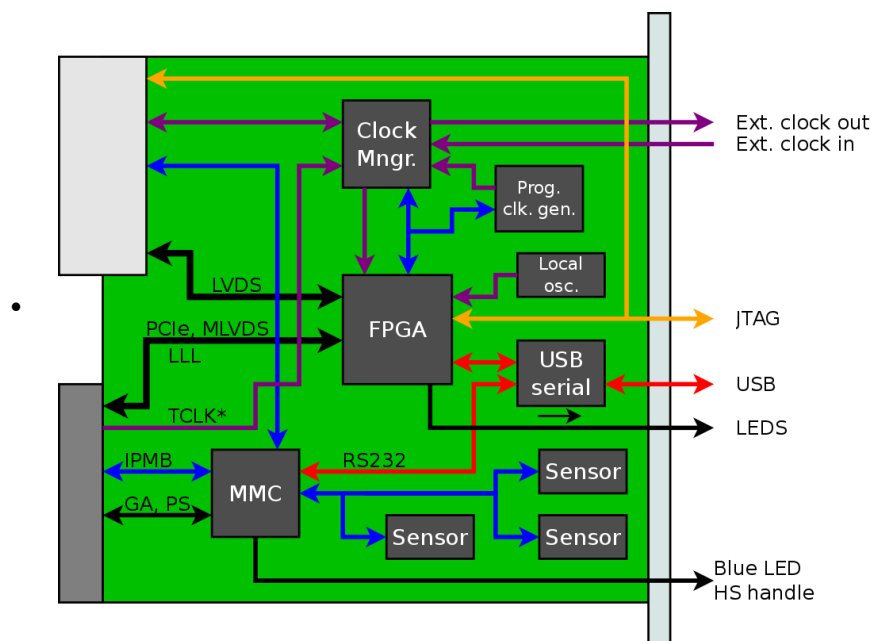 Clock
Mngr.
Ext. clock out
Ext. clock in
Prog.
clk. gen.
Local
osc.
LVDS
FPGA
PCIe, MLVDS
LLL
JTAG
USB
serial
USB
TCLK*
LEDS
IPMB
RS232
MMC
Sensor
GA, PS
Sensor
Sensor
Blue LED
HS handle